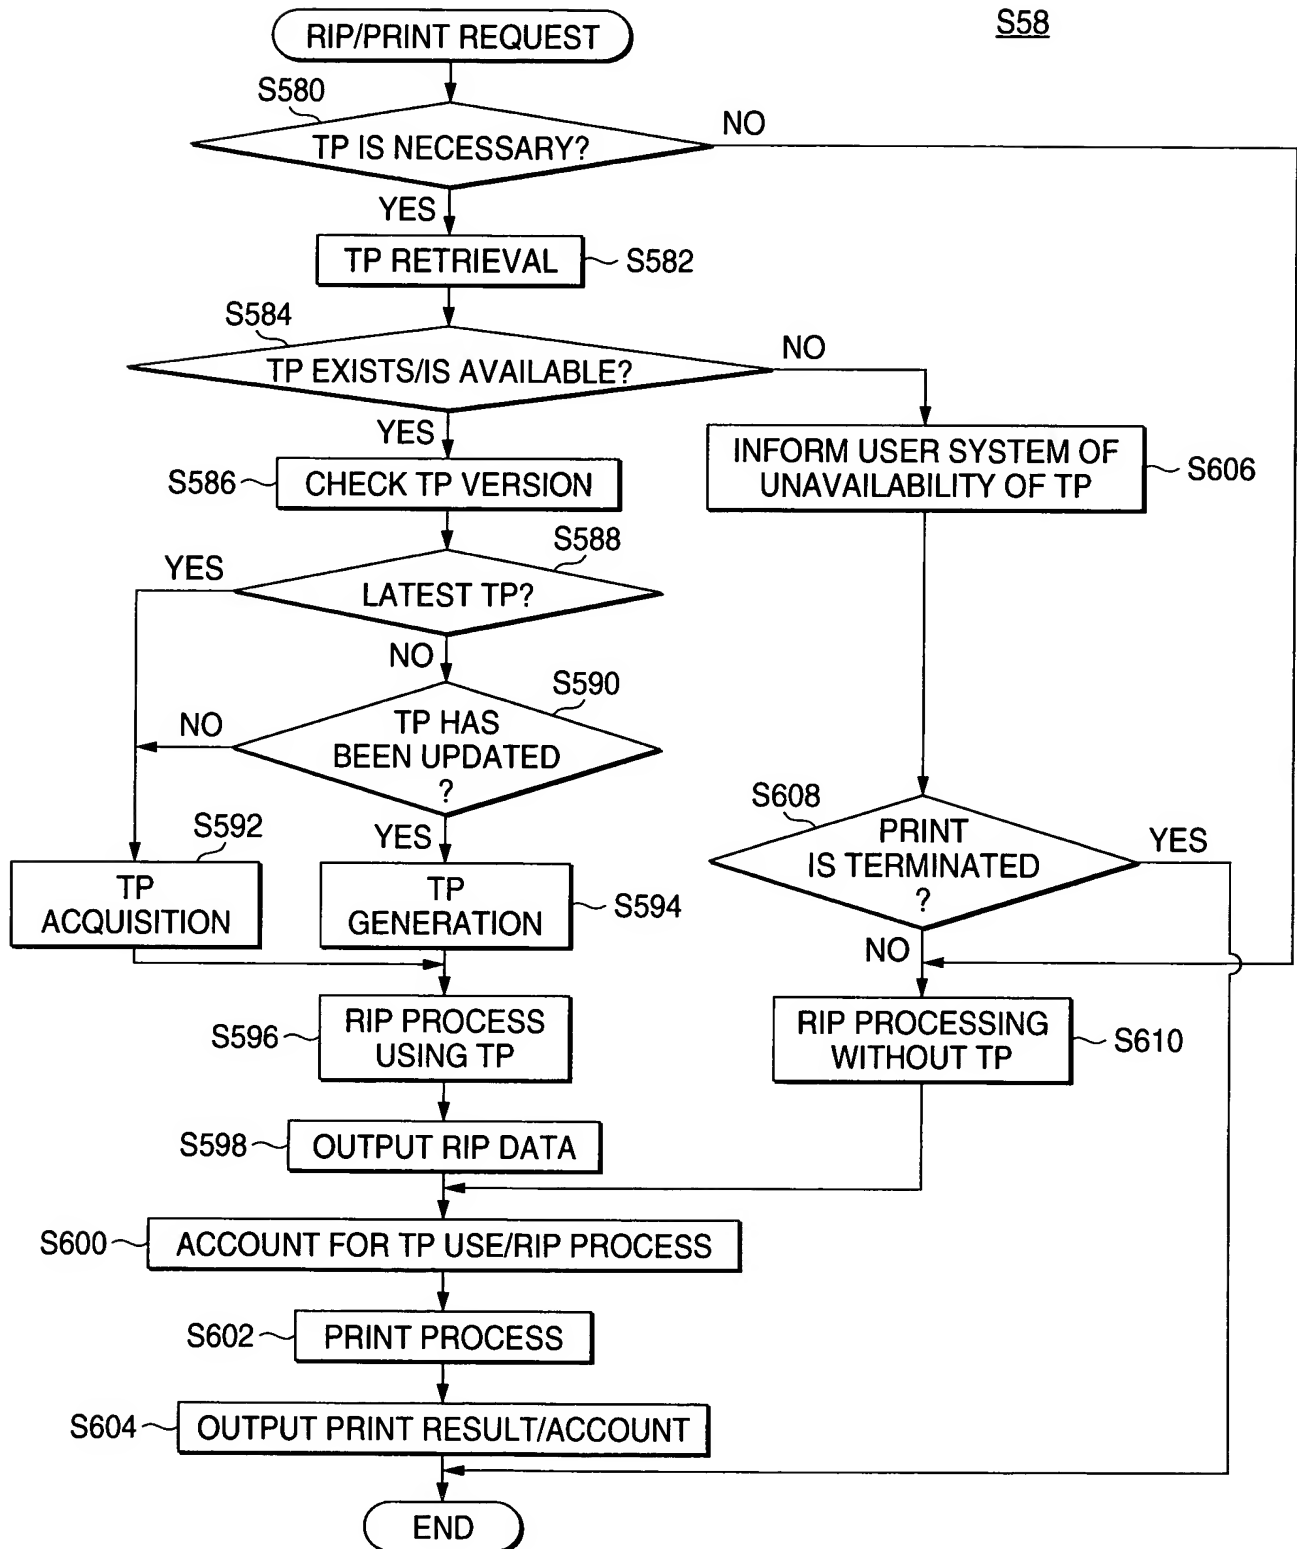 S58
RIP/PRINT REQUEST
S580
TP IS NECESSARY?
NO
YES
TP RETRIEVAL
S582
S584
TP EXISTS/IS AVAILABLE?
NO
YES
S586
CHECK TP VERSION
INFORM USER SYSTEM OF
UNAVAILABILITY OF TP
S606
S588
YES
LATEST TP?
NO
S590
NO
TP HAS
BEEN UPDATED
?
YES
S592
TP
ACQUISITION
TP
GENERATION
S594
S608
PRINT
IS TERMINATED
?
YES
NO
S596
RIP PROCESS
USING TP
RIP PROCESSING
WITHOUT TP
S610
S598
OUTPUT RIP DATA
S600
ACCOUNT FOR TP USE/RIP PROCESS
S602
PRINT PROCESS
S604
OUTPUT PRINT RESULT/ACCOUNT
END